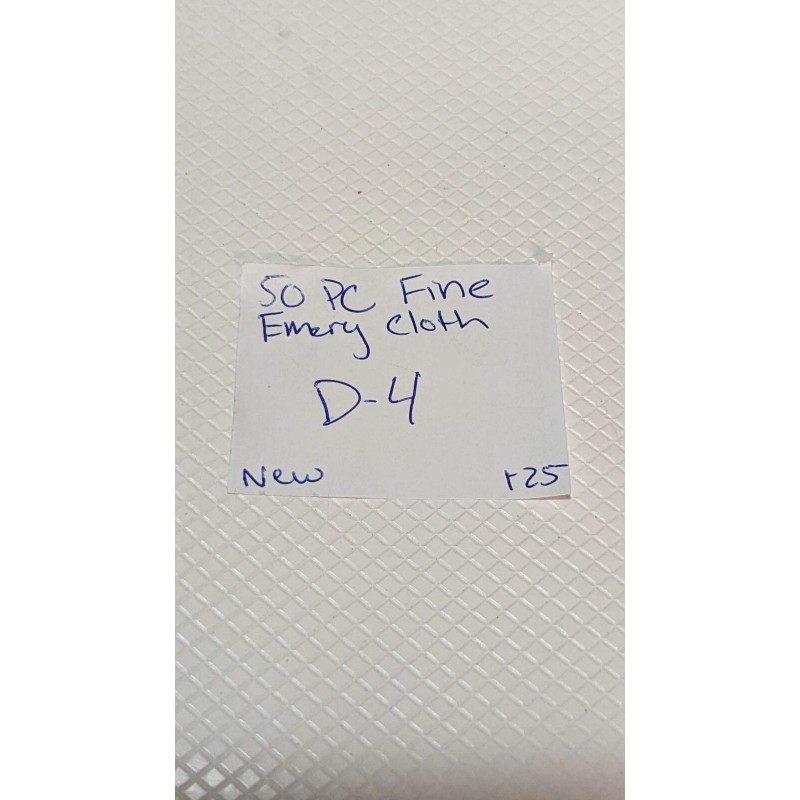 50 PC Fine
Emery Cloth
D-4
New r25